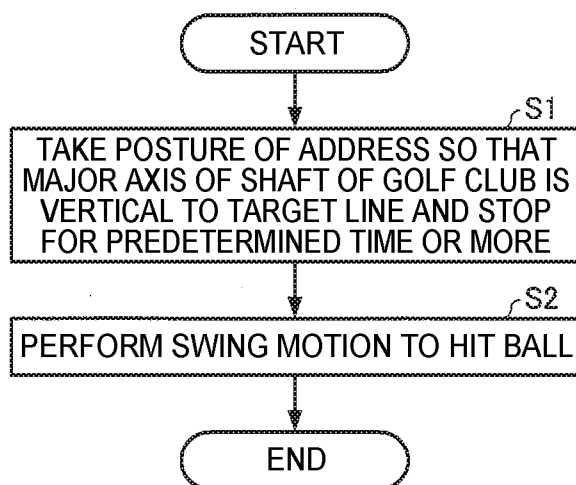 START
S1
TAKE POSTURE OF ADDRESS SO THAT
MAJOR AXIS OF SHAFT OF GOLF CLUB IS
VERTICAL TO TARGET LINE AND STOP
FOR PREDETERMINED TIME OR MORE
S2
PERFORM SWING MOTION TO HIT BALL
END